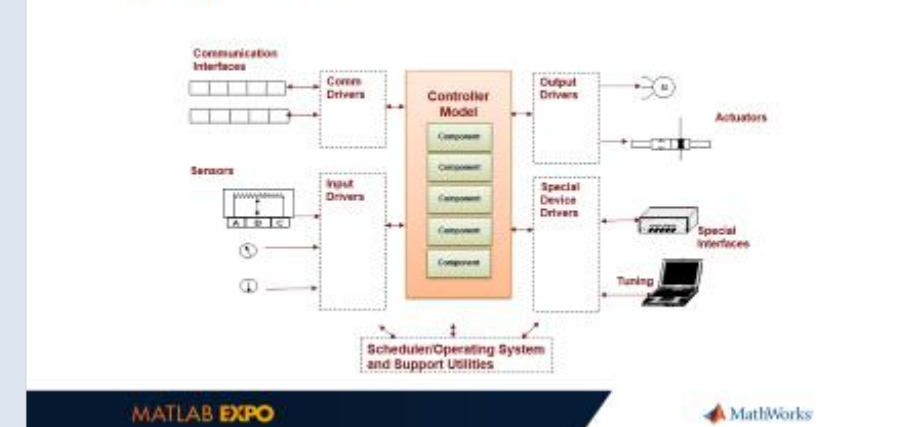 Communication
Interfaces
Comm
Drivers
Controller
Model
Component
Component
Component
Component
Component
Output
Drivers
Actuators
Sensors
A B C
Input
Drivers
Special
Device
Drivers
Special
Interfaces
Tuning
Scheduler/Operating System
and Support Utilities
MATLAB EXPO
MathWorks